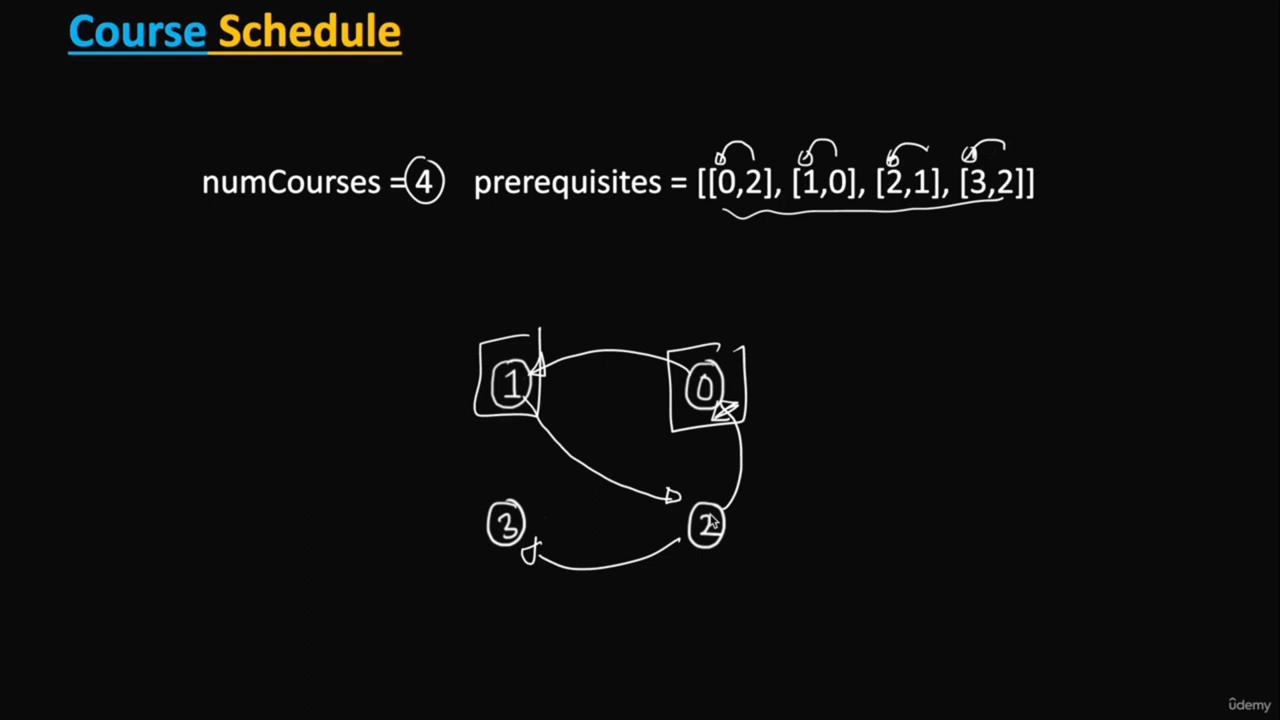 Course Schedule
numCourses = 4 prerequisites = [[0,2], [1,0], [2,1], [3,2]]
1 0
3 2
ûdemy